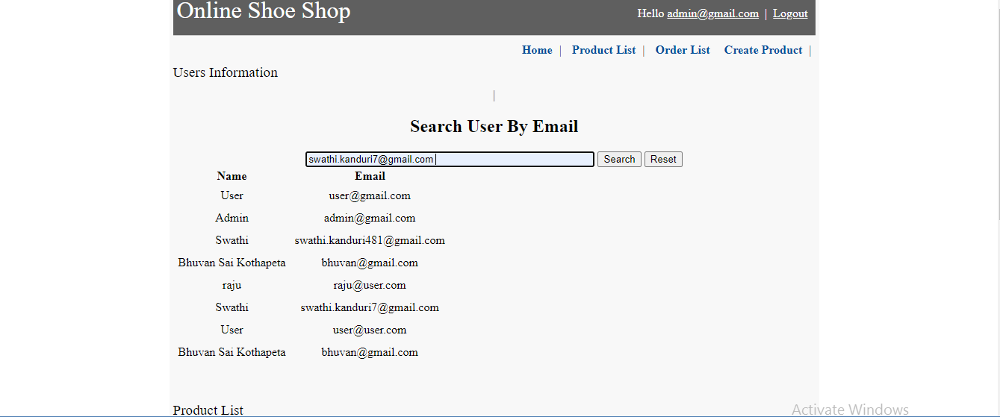 Online Shoe Shop
Hello admin@gmail.com | Logout
Home | Product List | Order List Create Product |
Users Information
|
Search User By Email
swathi.kanduri7@gmail.com Search Reset
Name Email
User user@gmail.com
Admin admin@gmail.com
Swathi swathi.kanduri481@gmail.com
Bhuvan Sai Kothapeta bhuvan@gmail.com
raju raju@user.com
Swathi swathi.kanduri7@gmail.com
User user@user.com
Bhuvan Sai Kothapeta bhuvan@gmail.com
Product List
Activate Windows